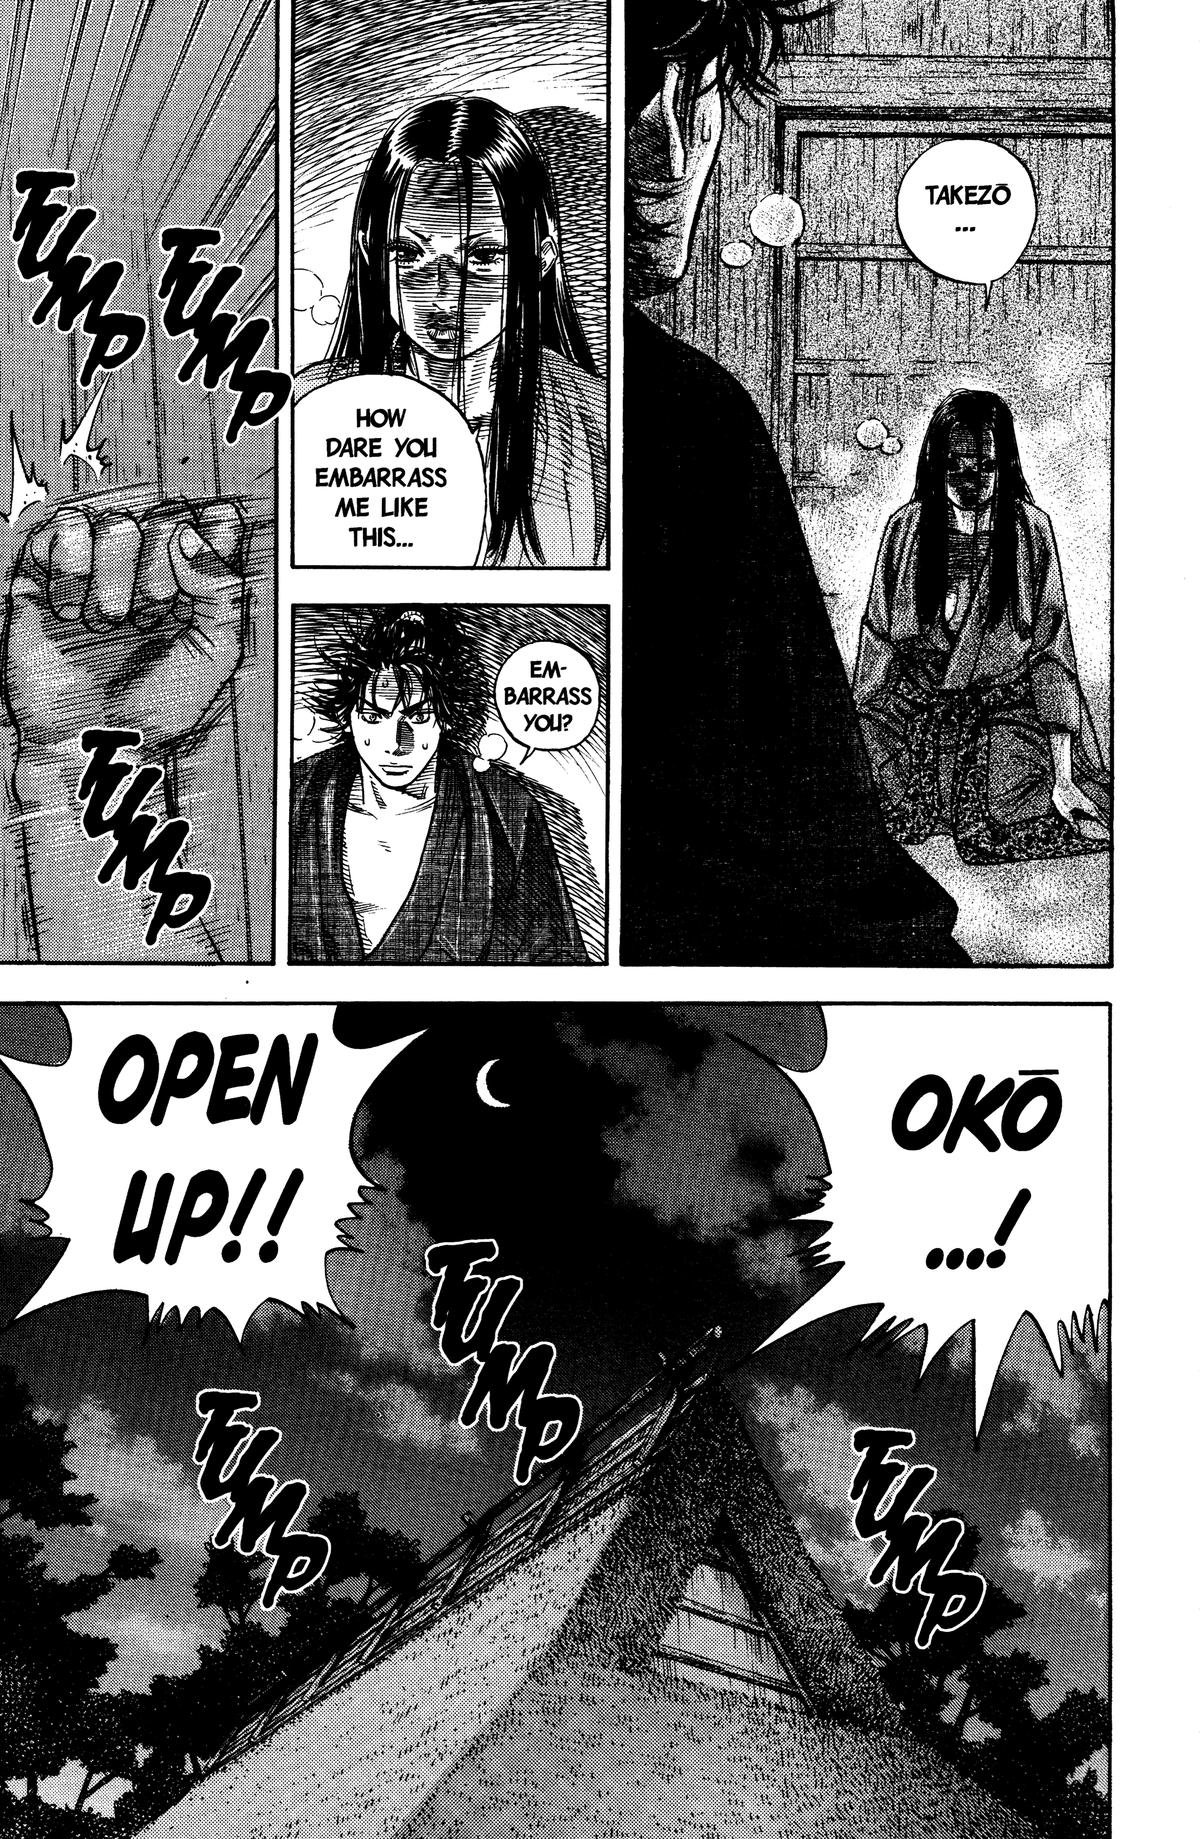 TAKEZŌ
...
HOW
DARE YOU
EMBARRASS
ME LIKE
THIS...
EM-
BARRASS
YOU?
TUMP
TUMP
TUMP
OKŌ
....!
OPEN
UP!!
TUMP
TUMP
TUMP